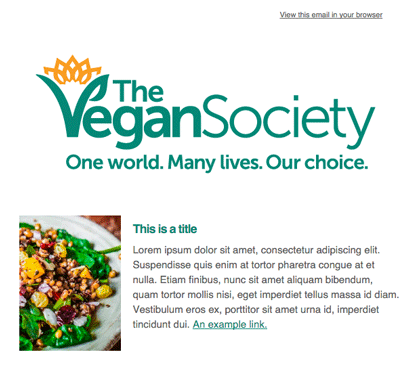 View this email in your browser
The
VeganSociety
One world. Many lives. Our choice.
This is a title
Lorem ipsum dolor sit amet, consectetur adipiscing elit.
Suspendisse quis enim at tortor pharetra congue at et
nulla. Etiam finibus, nunc sit amet aliquam bibendum,
quam tortor mollis nisi, eget imperdiet tellus massa id diam.
Vestibulum eros ex, porttitor sit amet urna id, imperdiet
tincidunt dui. An example link.